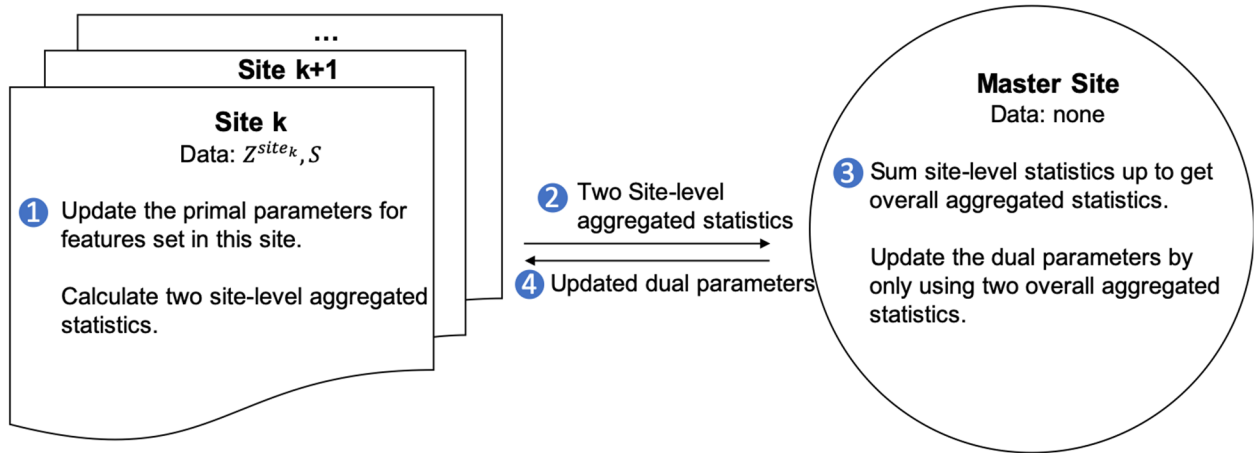 ...
Site k+1
Site k
Data: Z^{site_k}, S
1 Update the primal parameters for
features set in this site.
Calculate two site-level aggregated
statistics.
2 Two Site-level
aggregated statistics
4 Updated dual parameters
Master Site
Data: none
3 Sum site-level statistics up to get
overall aggregated statistics.
Update the dual parameters by
only using two overall aggregated
statistics.